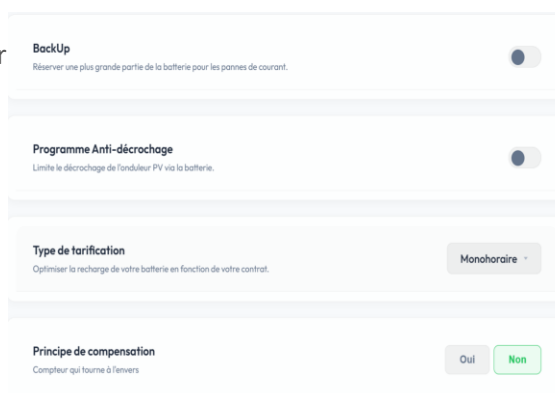 r
BackUp
Réserver une plus grande partie de la batterie pour les pannes de courant.
Programme Anti-décrochage
Limite le décrochage de l'onduleur PV via la batterie.
Type de tarification
Monohoraire
Optimiser la recharge de votre batterie en fonction de votre contrat.
Principe de compensation
Oui Non
Compteur qui tourne à l'envers